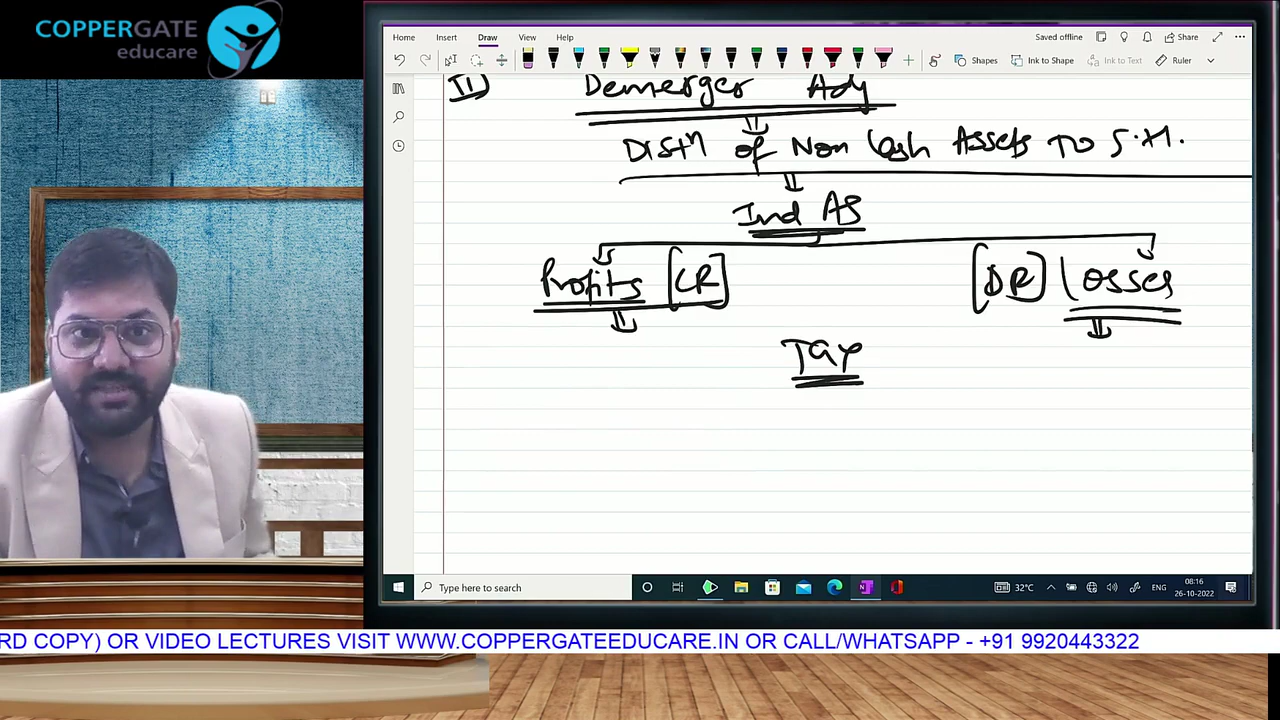 COPPERGATE
educare
Home Insert Draw View Help
Saved offline
Share
Shapes
Ink to Shape
Ink to Text
Ink to Math
Ruler
II)
Demerger Adj
Distn of Non Cash Assets To S.H.
Ind AS
Profits [CR]
[DR] Losses
Type here to search
32°C
ENG
08:16
26-10-2022
RD COPY) OR VIDEO LECTURES VISIT WWW.COPPERGATEEDUCARE.IN OR CALL/WHATSAPP - +91 9920443322